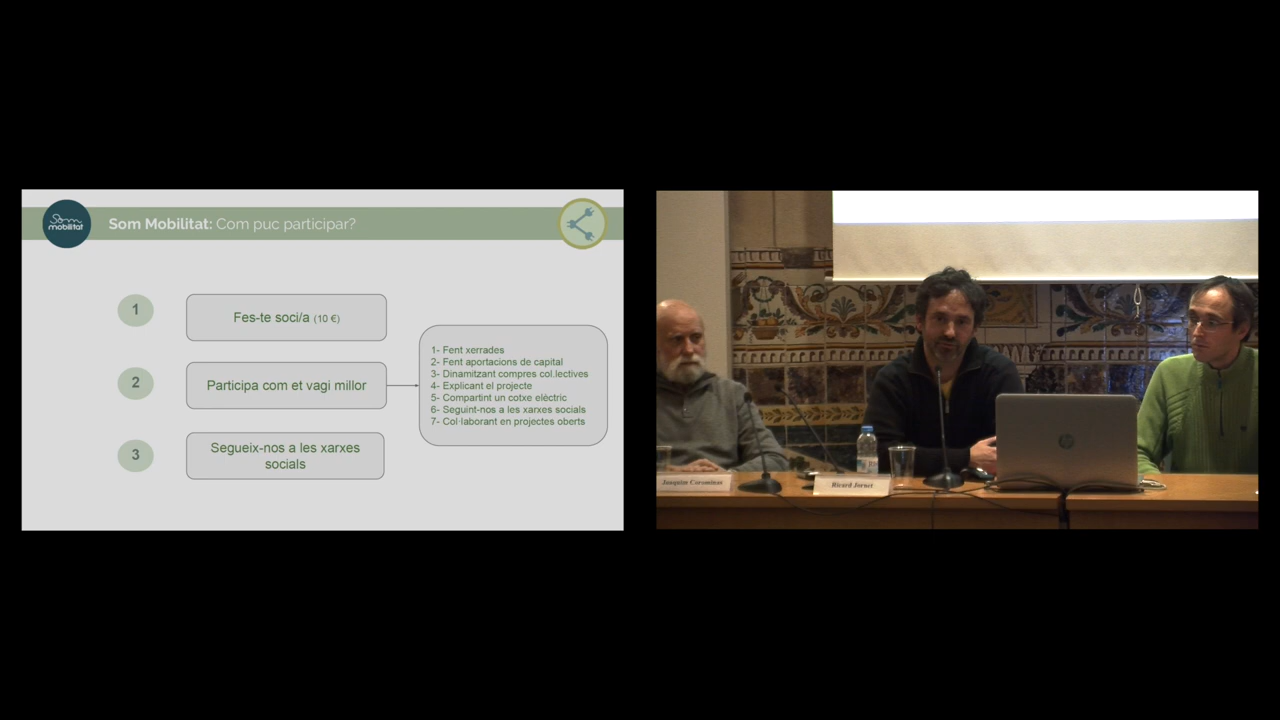 Som
mobilitat
Som Mobilitat: Com puc participar?
1
Fes-te soci/a (10 €)
2
Participa com et vagi millor
3
Segueix-nos a les xarxes
socials
1- Fent xerrades
2- Fent aportacions de capital
3- Dinamitzant compres col.lectives
4- Explicant el projecte
5- Compartint un cotxe elèctric
6- Seguint-nos a les xarxes socials
7- Col·laborant en projectes oberts
Joaquim Corominas
Ricard Jornet
hp